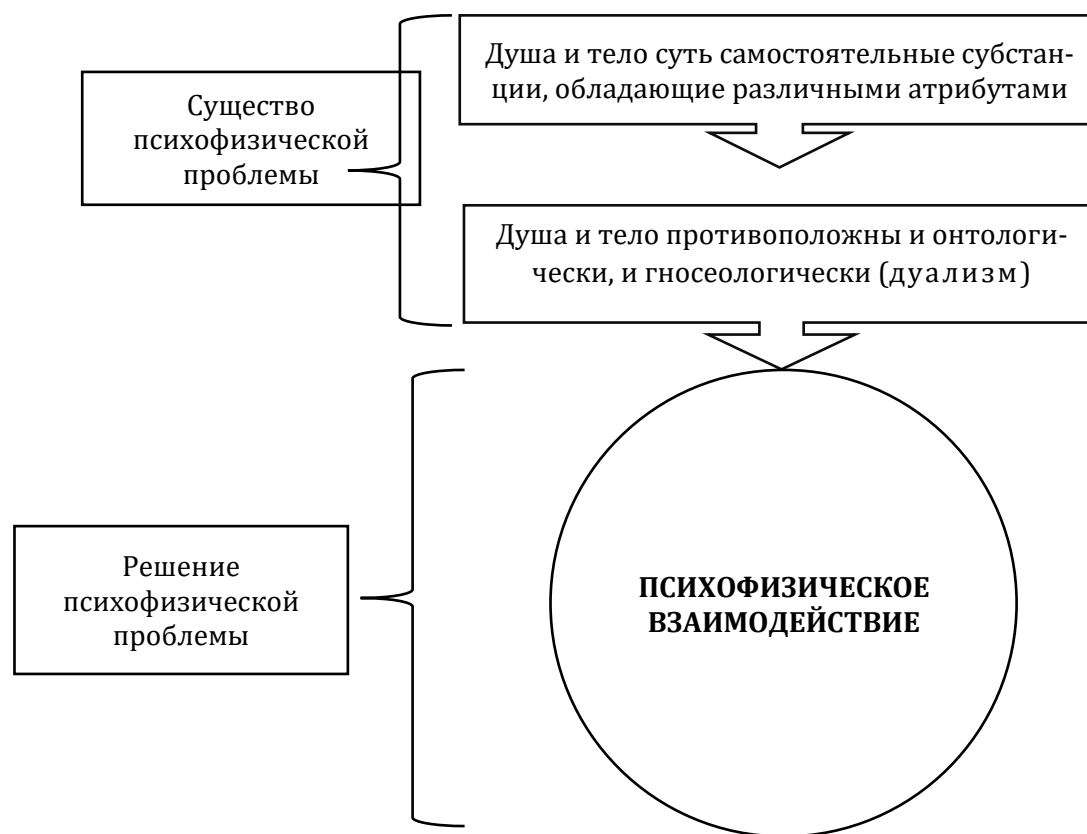 Душа и тело суть самостоятельные субстан-
ции, обладающие различными атрибутами
Существо
психофизической
проблемы
Душа и тело противоположны и онтологи-
чески, и гносеологически (дуализм)
Решение
психофизической
проблемы
ПСИХОФИЗИЧЕСКОЕ
ВЗАИМОДЕЙСТВИЕ